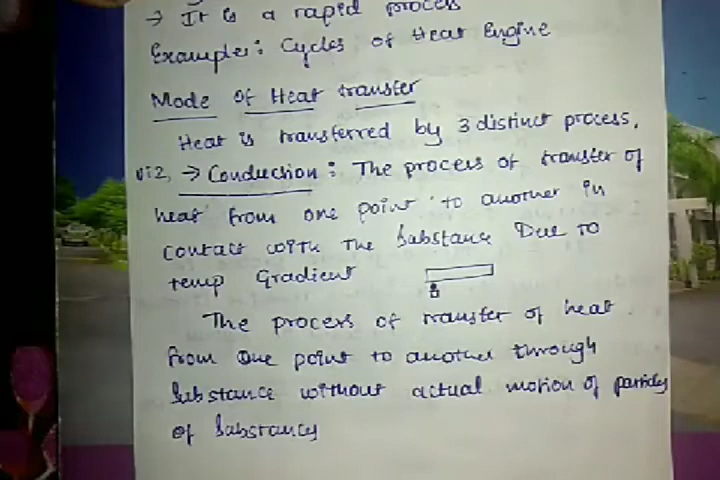 → It is a rapid process
Example: Cycles of Heat Engine
Mode of Heat transfer
Heat is transferred by 3 distinct process.
viz, → Conduction: The process of transfer of
heat from one point to another in
contact with the Substance Due to
temp Gradient
The process of transfer of heat
from one point to another through
Substance without actual motion of particles
of Substances